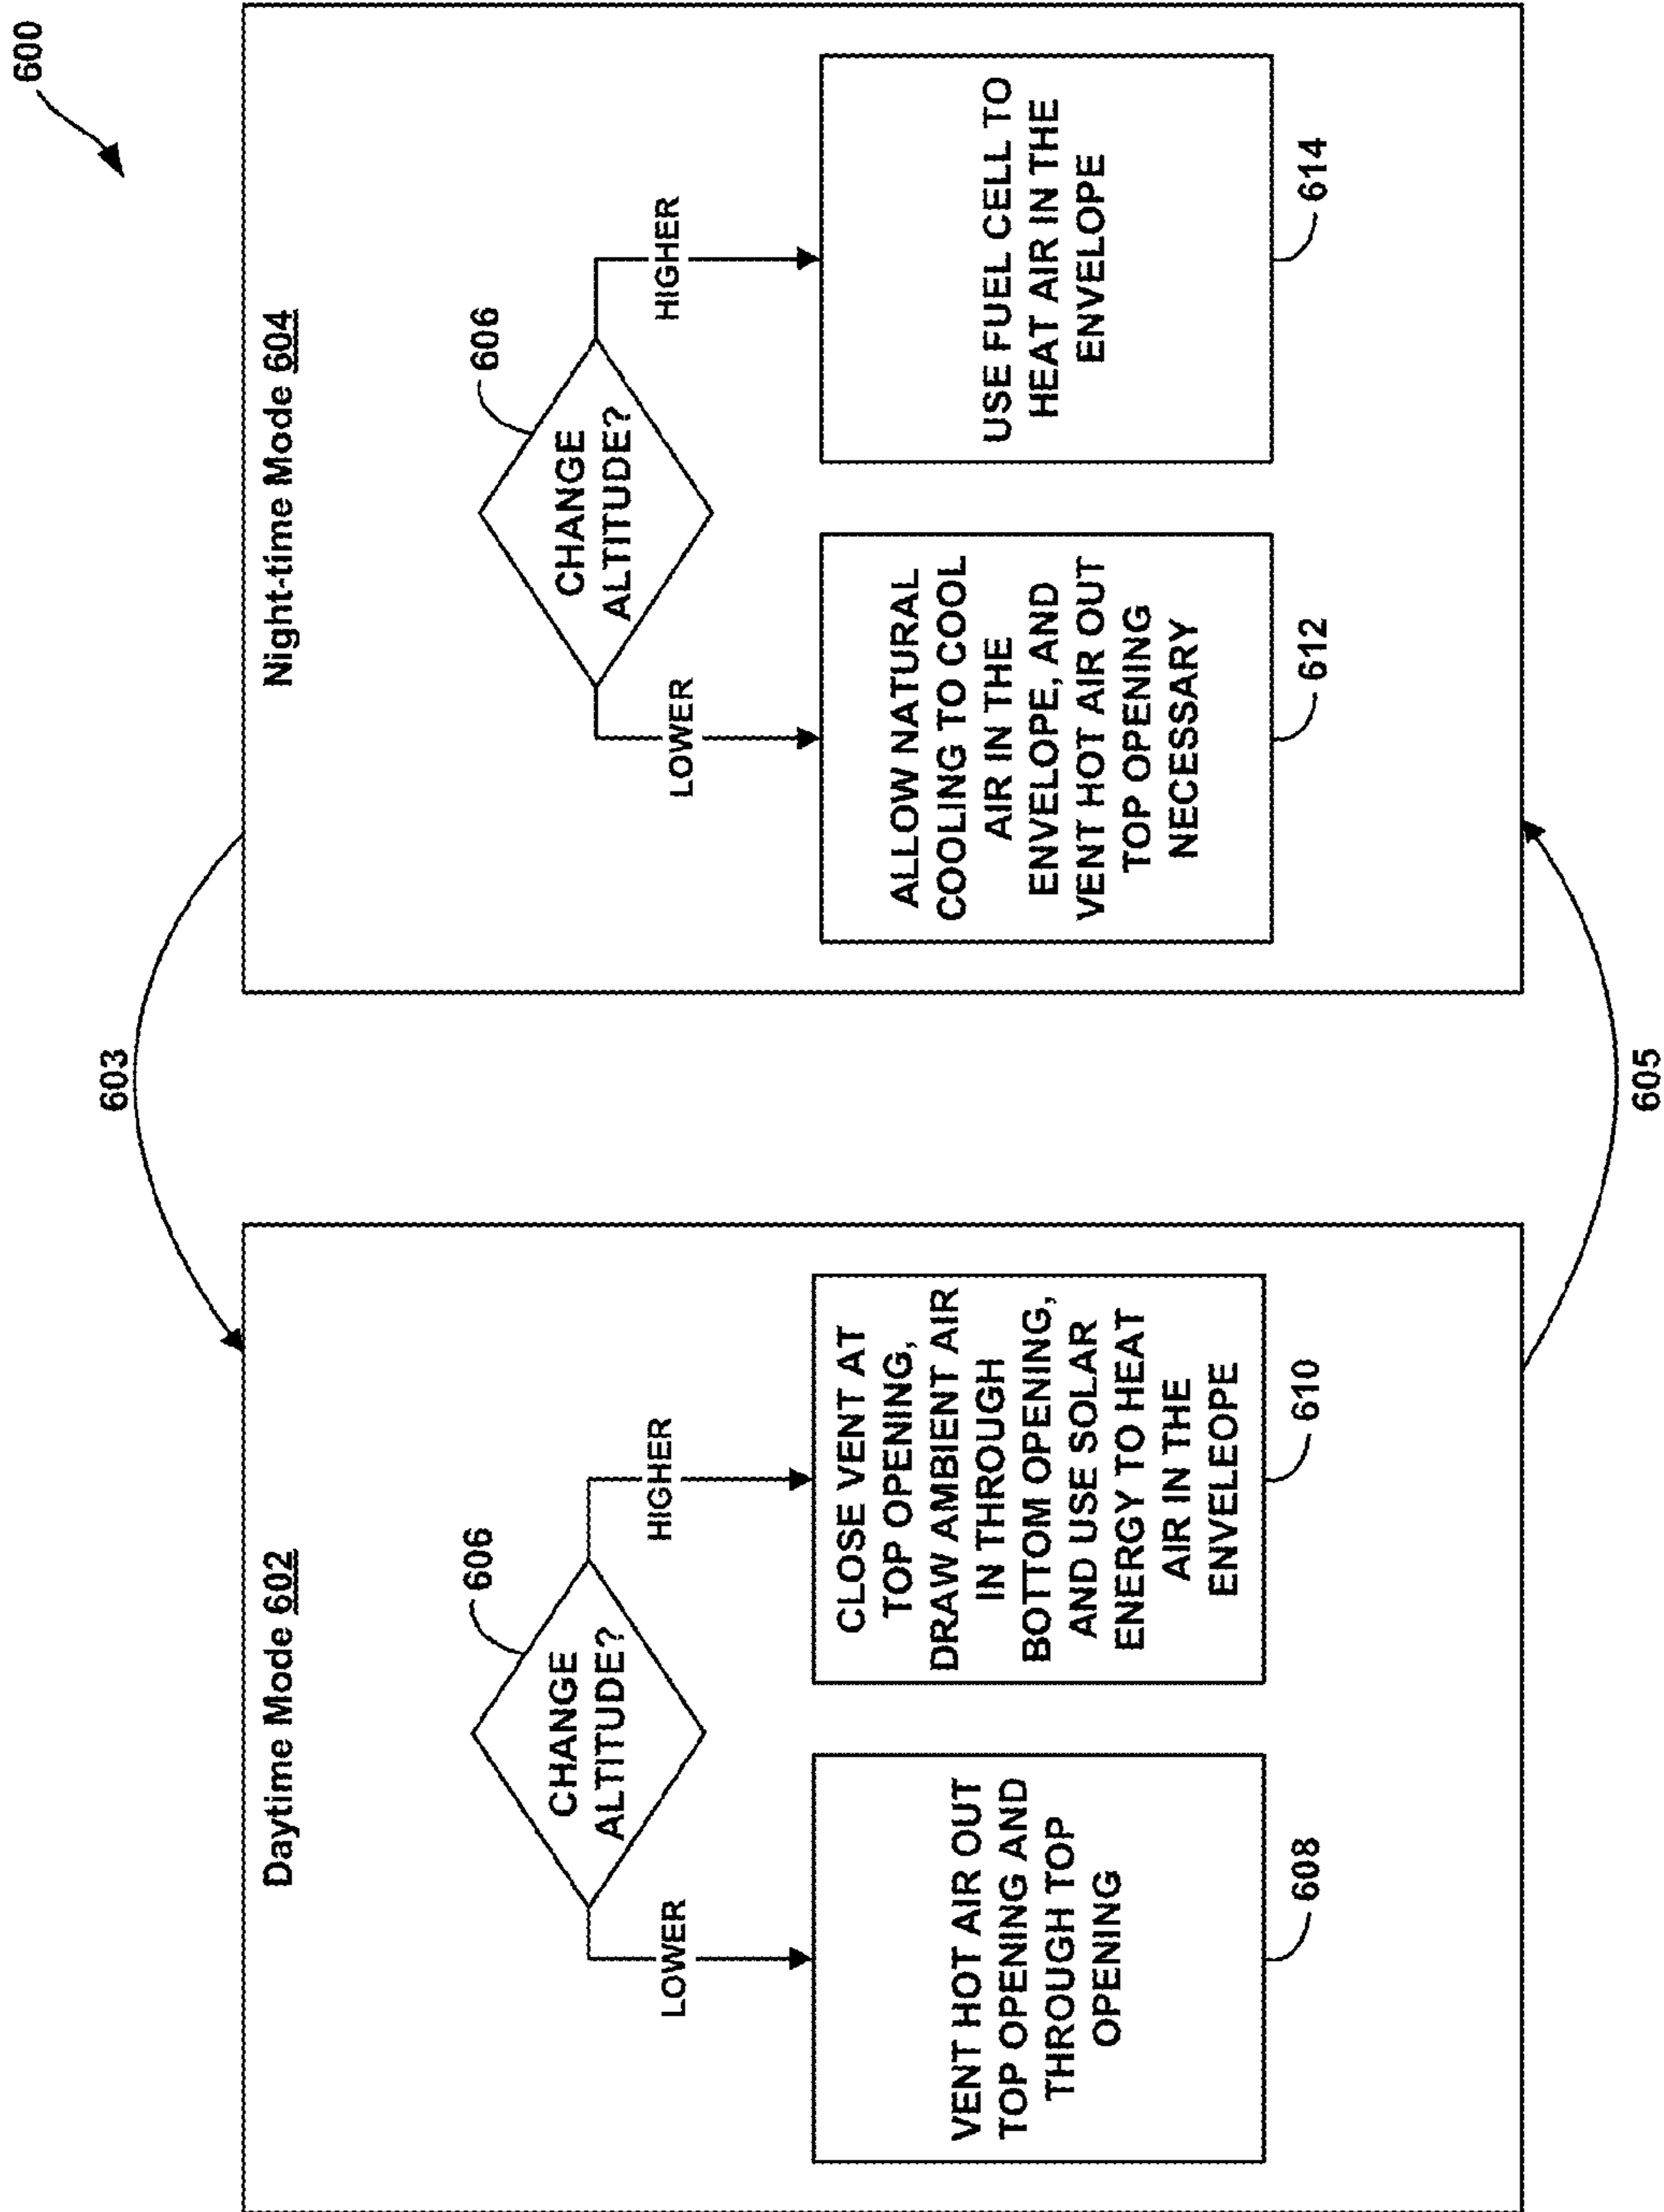 600
603
Daytime Mode 602
606
CHANGE
ALTITUDE?
LOWER
HIGHER
VENT HOT AIR OUT
TOP OPENING AND
THROUGH TOP
OPENING
608
CLOSE VENT AT
TOP OPENING,
DRAW AMBIENT AIR
IN THROUGH
BOTTOM OPENING,
AND USE SOLAR
ENERGY TO HEAT
AIR IN THE
ENVELEOPE
610
Night-time Mode 604
606
CHANGE
ALTITUDE?
LOWER
HIGHER
ALLOW NATURAL
COOLING TO COOL
AIR IN THE
ENVELOPE, AND
VENT HOT AIR OUT
TOP OPENING
NECESSARY
612
USE FUEL CELL TO
HEAT AIR IN THE
ENVELOPE
614
605